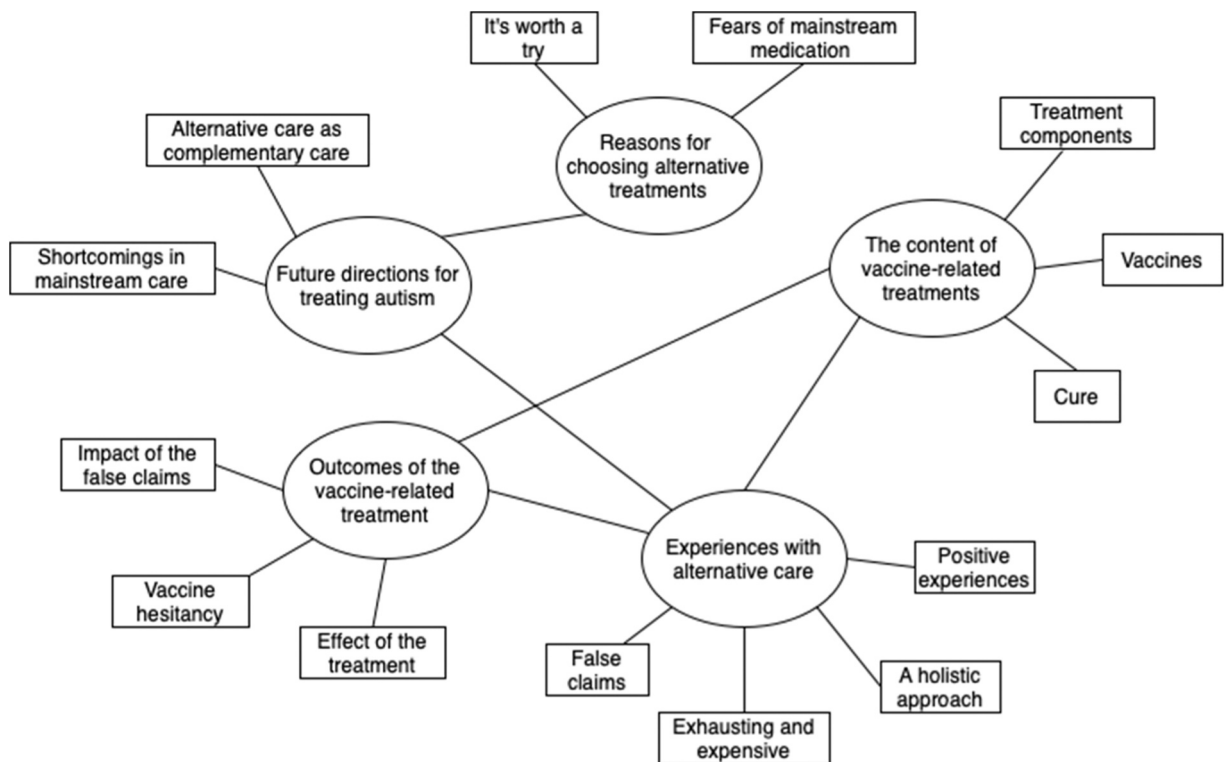 It's worth a
try
Fears of mainstream
medication
Reasons for
choosing alternative
treatments
Alternative care as
complementary care
Shortcomings in
mainstream care
Future directions for
treating autism
Treatment
components
The content of
vaccine-related
treatments
Vaccines
Cure
Impact of the
false claims
Outcomes of the
vaccine-related
treatment
Vaccine
hesitancy
Effect of the
treatment
Experiences with
alternative care
Positive
experiences
False
claims
A holistic
approach
Exhausting and
expensive